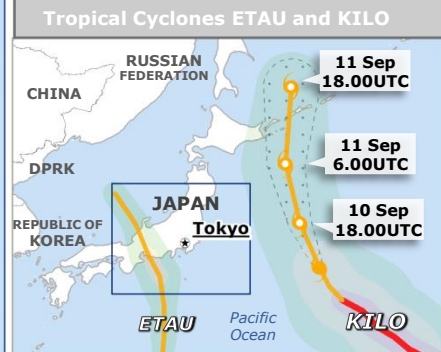 Tropical Cyclones ETAU and KILO
RUSSIAN
FEDERATION
CHINA
11 Sep
18.00UTC
11 Sep
6.00UTC
DPRK
JAPAN
10 Sep
18.00UTC
REPUBLIC OF
KOREA
Tokyo
ETAU
Pacific
Ocean
KILO